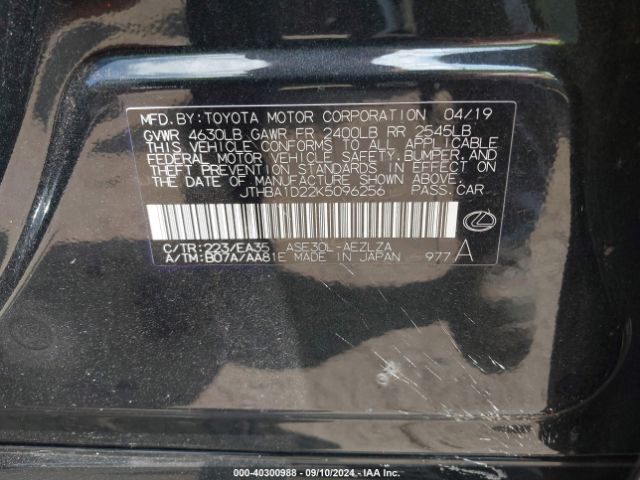 MFD.BY:TOYOTA MOTOR CORPORATION 04/19
GVWR 4630LB GAWR FR 2400LB RR 2545LB
THIS VEHICLE CONFORMS TO ALL APPLICABLE
FEDERAL MOTOR VEHICLE SAFETY,BUMPER,AND
THEFT PREVENTION STANDARDS IN EFFECT ON
THE DATE OF MANUFACTURE SHOWN ABOVE.
JTHBA1D22K5096256 PASS.CAR
C/TR:223/EA35 ASE30L-AEZLZA
A/TM:B07A/AA81E MADE IN JAPAN 977 A
000-40300988 - 09/10/2024 - IAA Inc.